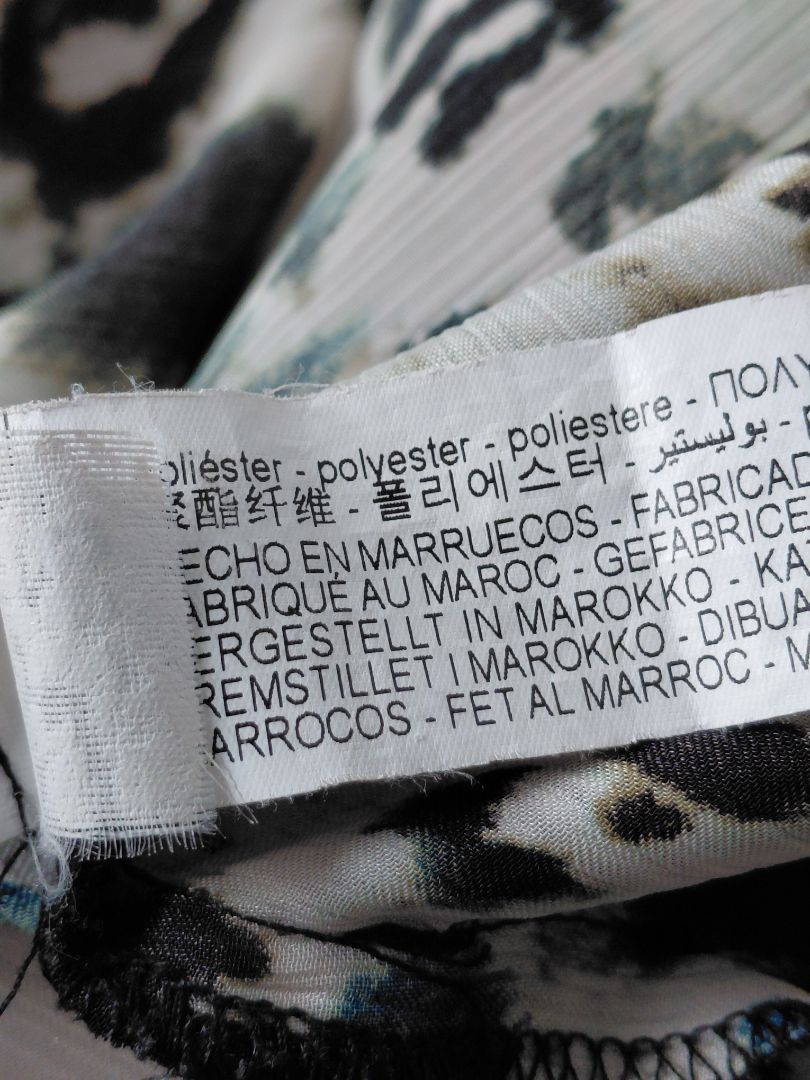 oliéster - polyester - poliestere - ΠΟΛΥ
聚酯纤维 - 폴리에스터 - بوليستير - p
ECHO EN MARRUECOS - FABRICAD
ABRIQUÉ AU MAROC - GEFABRICE
ERGESTELLT IN MAROKKO - KA
REMSTILLET I MAROKKO - DIBUA
ARROCOS - FET AL MARROC - M